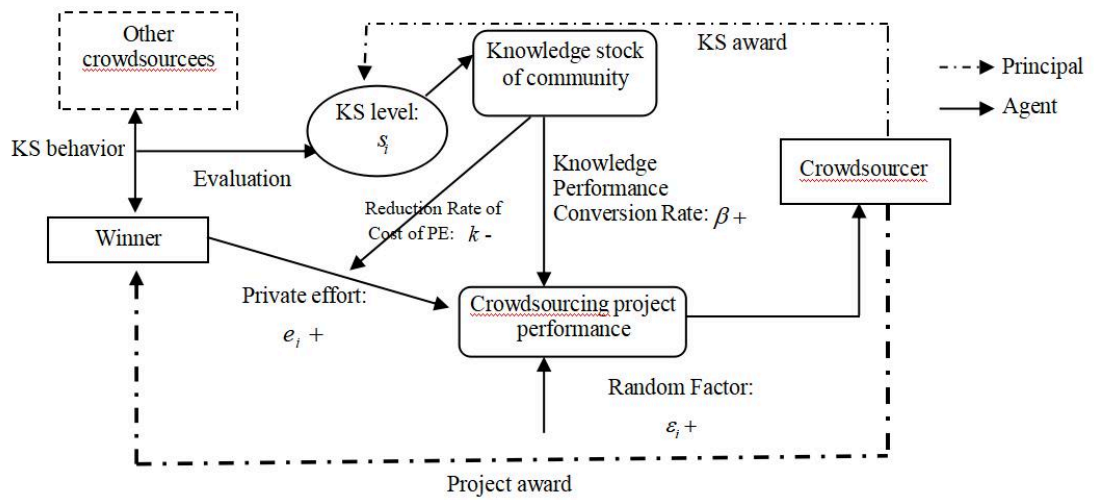 Other
crowdsourcees
KS award
Knowledge stock
of community
Principal
Agent
KS level:
s_i
KS behavior
Evaluation
Crowdsourcer
Knowledge
Performance
Conversion Rate: β +
Reduction Rate of
Cost of PE: k -
Winner
Private effort:
e_i +
Crowdsourcing project
performance
Random Factor:
ε_i +
Project award